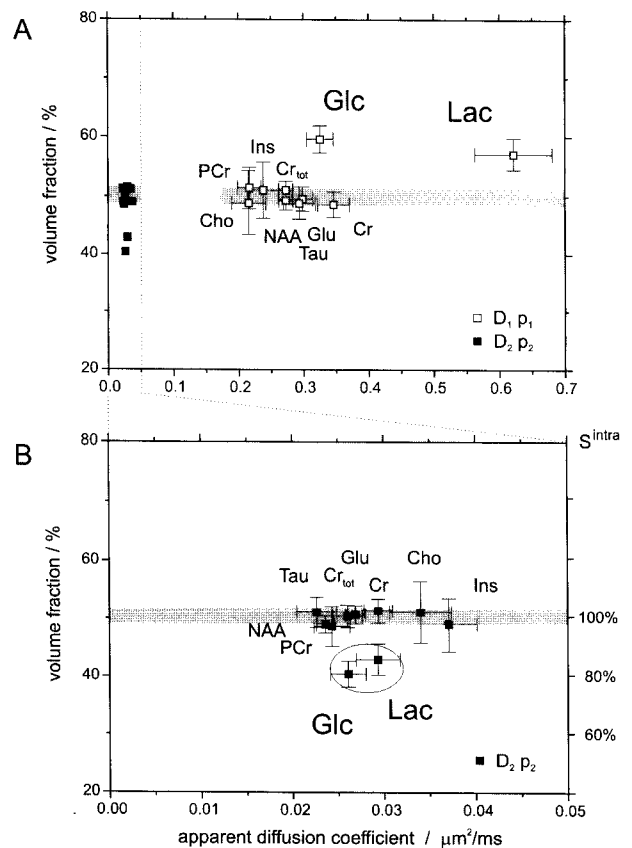 A
80
60
40
20
volume fraction / %
Glc
Lac
Ins
PCr
Cr_tot
Cho
NAA
Glu
Cr
Tau
D₁ p₁
D₂ p₂
0.0 0.1 0.2 0.3 0.4 0.5 0.6 0.7
B
80
60
40
20
volume fraction / %
S^intra
100%
80%
60%
Glu
Cho
Tau
Cr_tot
Cr
Ins
NAA
PCr
Glc
Lac
D₂ p₂
0.00 0.01 0.02 0.03 0.04 0.05
apparent diffusion coefficient / μm²/ms